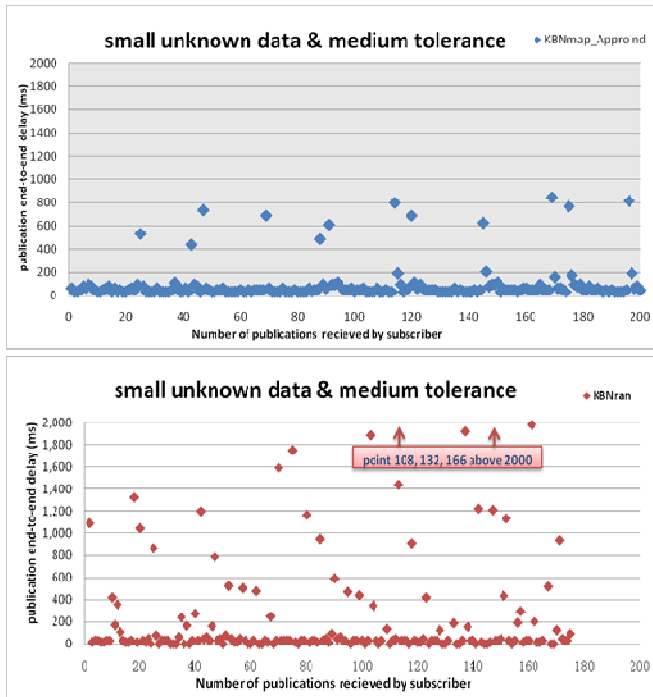 small unknown data & medium tolerance
KBNmap_Approind
publication end-to-end delay (ms)
2000
1800
1600
1400
1200
1000
800
600
400
200
0
0 20 40 60 80 100 120 140 160 180 200
Number of publications recieved by subscriber
small unknown data & medium tolerance
KBNran
publication end-to-end delay (ms)
2,000
1,800
1,600
1,400
1,200
1,000
800
600
400
200
0
point 108, 132, 166 above 2000
0 20 40 60 80 100 120 140 160 180 200
Number of publications recieved by subscriber